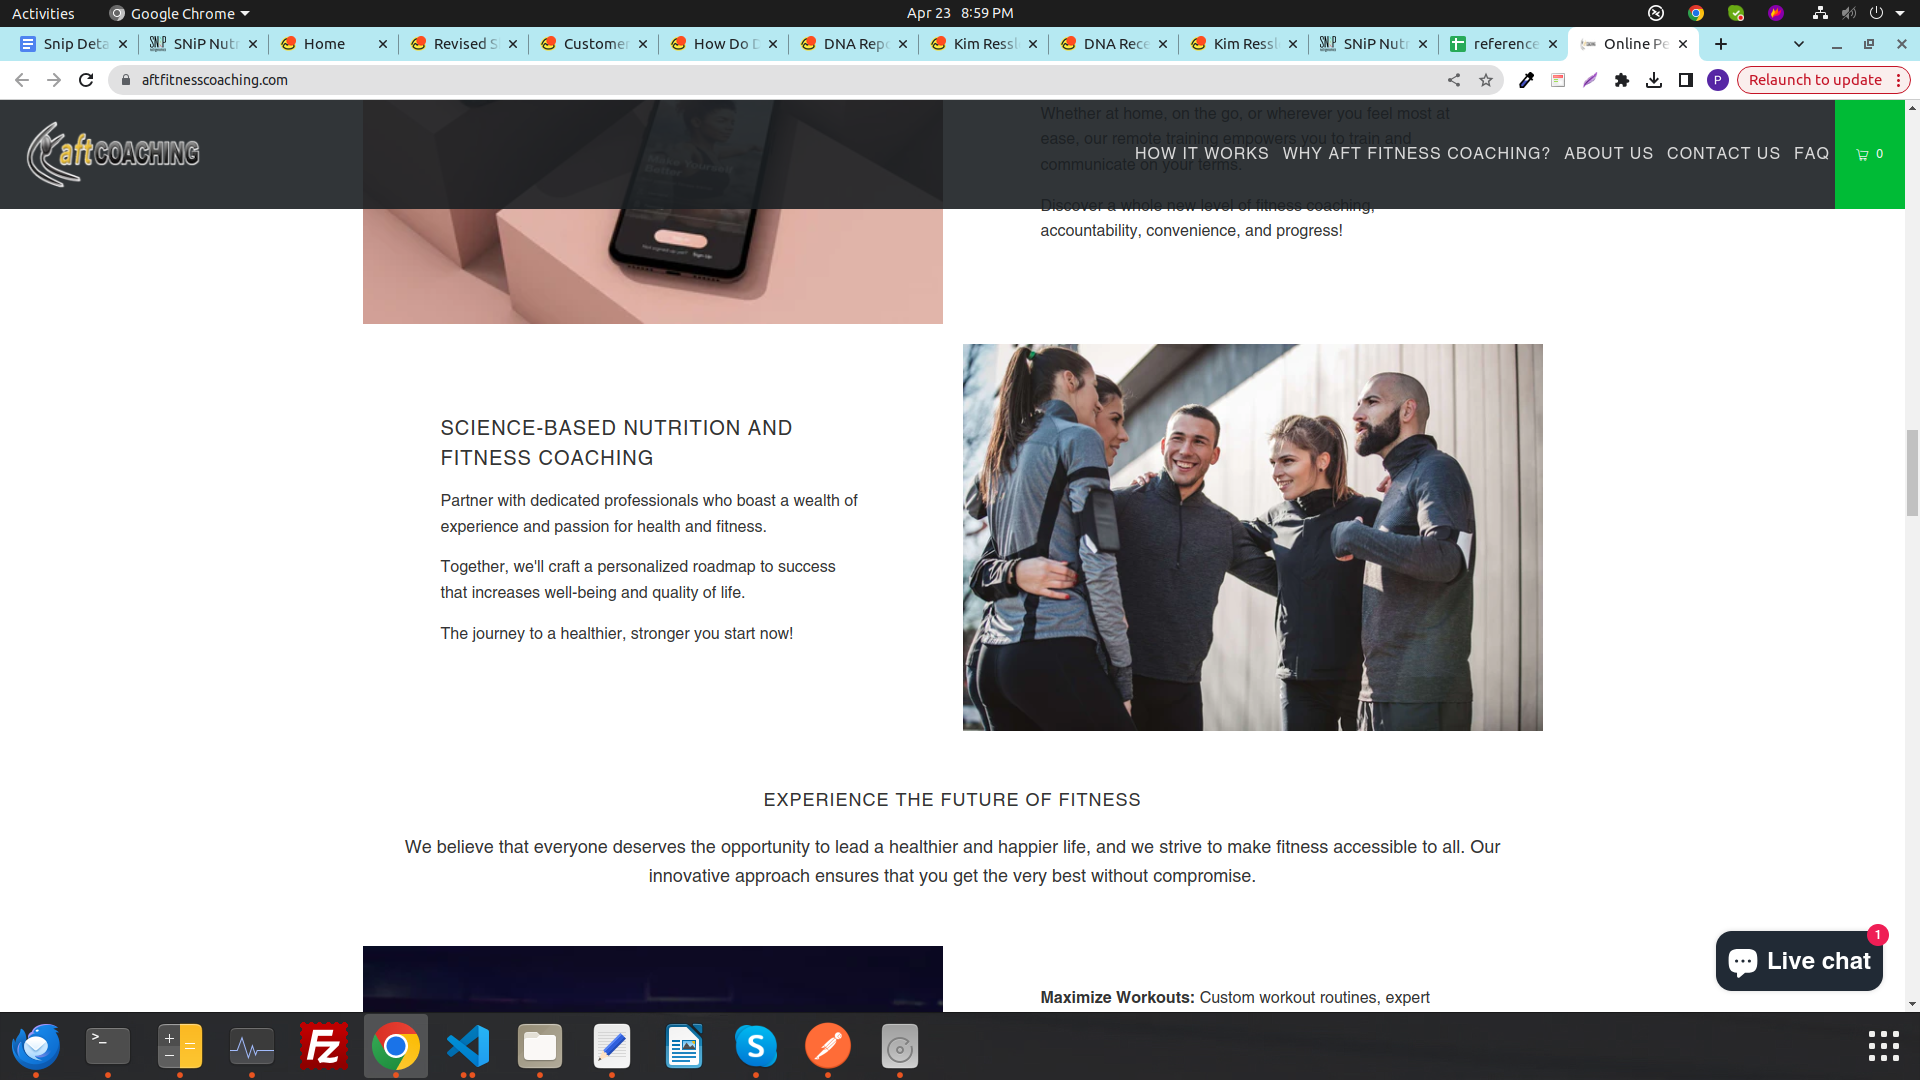 Activities
Google Chrome
Apr 23 8:59 PM
Snip Deta
SNiP Nutr
Home
Revised S
Customer
How Do D
DNA Repo
Kim Ressl
DNA Rece
Kim Ressl
SNiP Nutr
reference
Online Pe
aftfitnesscoaching.com
P
Relaunch to update
aftCOACHING
HOW IT WORKS
WHY AFT FITNESS COACHING?
ABOUT US
CONTACT US
FAQ
0
Make Yourself
Better
Sign Up
Whether at home, on the go, or wherever you feel most at
ease, our remote training empowers you to train and
communicate on your terms.
Discover a whole new level of fitness coaching,
accountability, convenience, and progress!
SCIENCE-BASED NUTRITION AND
FITNESS COACHING
Partner with dedicated professionals who boast a wealth of
experience and passion for health and fitness.
Together, we'll craft a personalized roadmap to success
that increases well-being and quality of life.
The journey to a healthier, stronger you start now!
EXPERIENCE THE FUTURE OF FITNESS
We believe that everyone deserves the opportunity to lead a healthier and happier life, and we strive to make fitness accessible to all. Our
innovative approach ensures that you get the very best without compromise.
Maximize Workouts: Custom workout routines, expert
1
Live chat